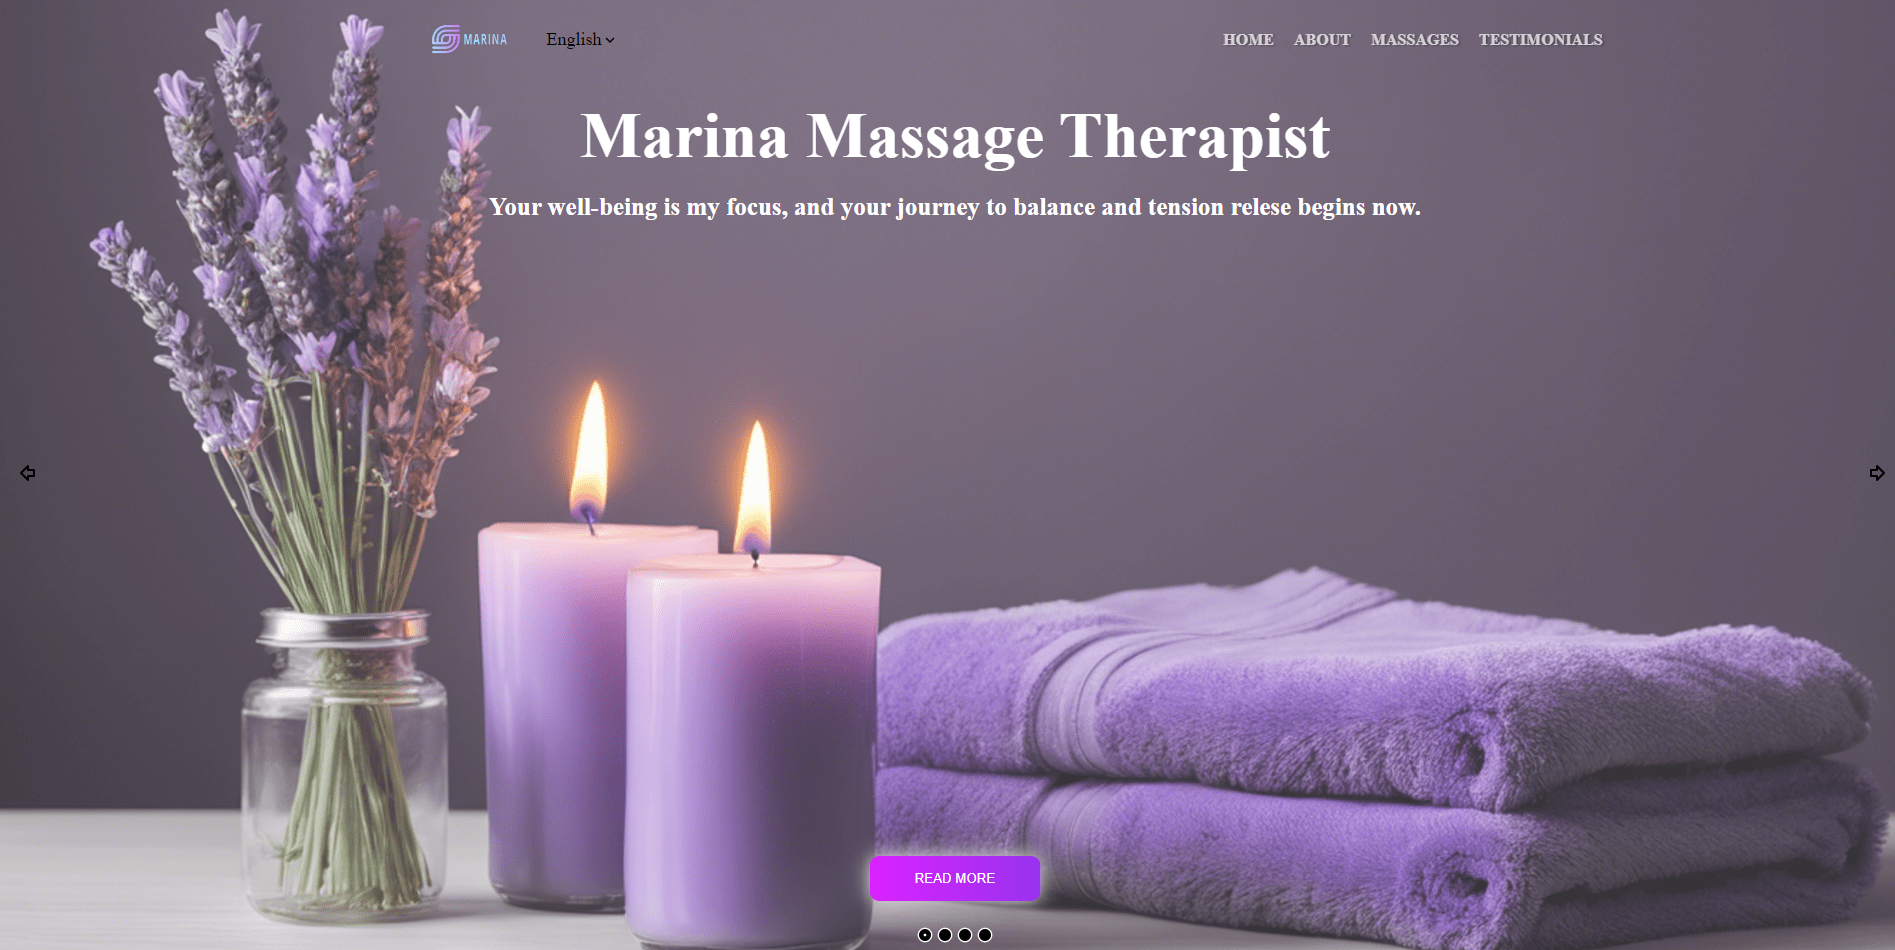 MARINA
English
HOME ABOUT MASSAGES TESTIMONIALS
Marina Massage Therapist
Your well-being is my focus, and your journey to balance and tension relese begins now.
READ MORE